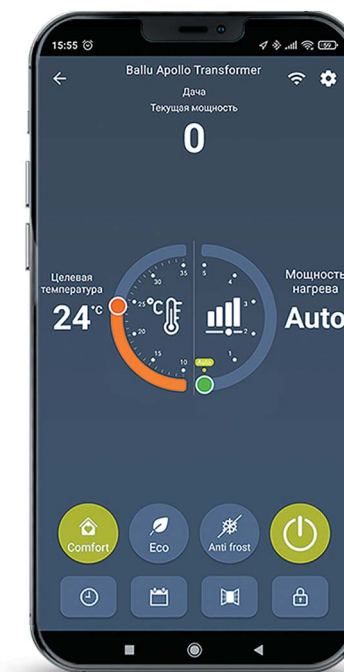 15:55
59
Ballu Apollo Transformer
Дача
Текущая мощность
0
Целевая
температура
24°C
35
30
25
20
15
10
°C
5
4
3
2
1
Auto
Мощность
нагрева
Auto
Comfort
Eco
Anti frost